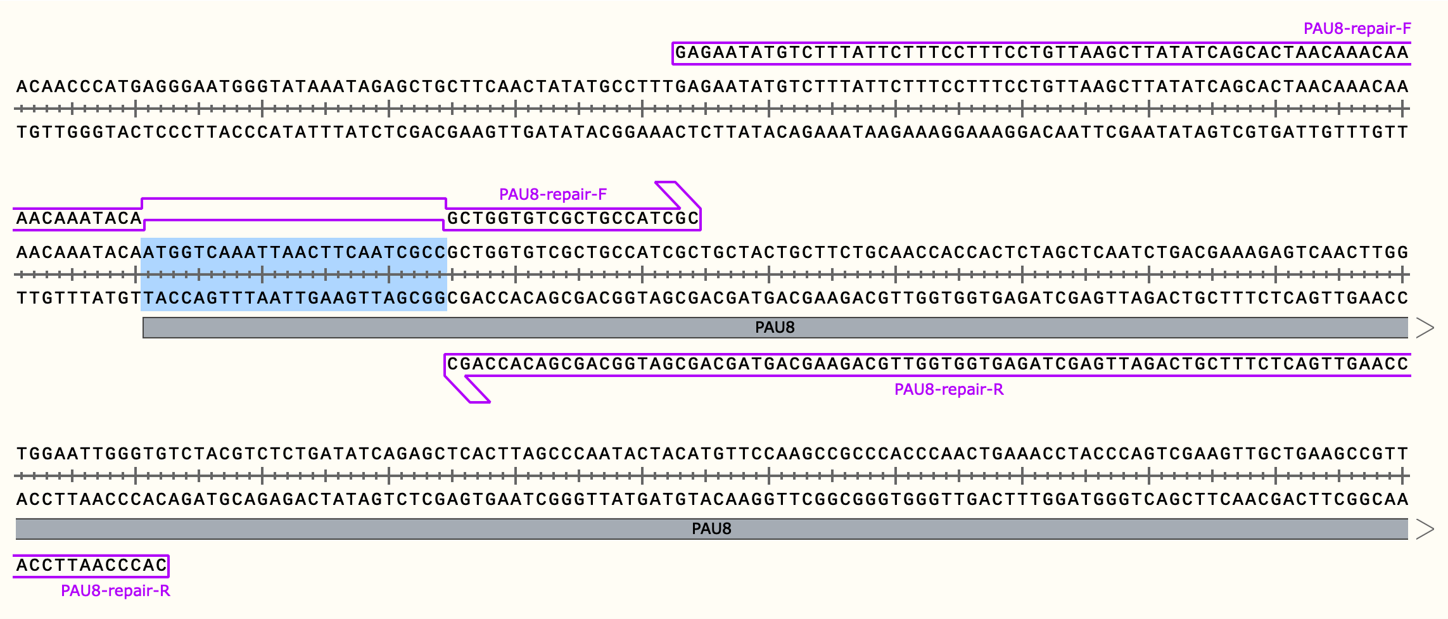 PAU8-repair-F
GAGAATATGTCTTTATTCTTTCCTTTCCTGTTAAGCTTATATCAGCACTAACAAACAA
ACAACCCATGAGGGAATGGGTATAAATAGAGCTGCTTCAACTATATGCCTTTGAGAATATGTCTTTATTCTTTCCTTTCCTGTTAAGCTTATATCAGCACTAACAAACAA
TGTTGGGTACTCCCTTACCCATATTTATCTCGACGAAGTTGATATACGGAAACTCTTATACAGAAATAAGAAAGGAAAGGACAATTCGAATATAGTCGTGATTGTTTGTT
PAU8-repair-F
AACAAATACA GCTGGTGTCGCTGCCATCGC
AACAAATACAATGGTCAAATTAACTTCAATCGCCGCTGGTGTCGCTGCCATCGCTGCTACTGCTTCTGCAACCACCACTCTAGCTCAATCTGACGAAAGAGTCAACTTGG
TTGTTTATGTTACCAGTTTAATTGAAGTTAGCGGCGACCACAGCGACGGTAGCGACGATGACGAAGACGTTGGTGGTGAGATCGAGTTAGACTGCTTTCTCAGTTGAACC
PAU8
CGACCACAGCGACGGTAGCGACGATGACGAAGACGTTGGTGGTGAGATCGAGTTAGACTGCTTTCTCAGTTGAACC
PAU8-repair-R
TGGAATTGGGTGTCTACGTCTCTGATATCAGAGCTCACTTAGCCCAATACTACATGTTCCAAGCCGCCCACCCAACTGAAACCTACCCAGTCGAAGTTGCTGAAGCCGTT
ACCTTAACCCACAGATGCAGAGACTATAGTCTCGAGTGAATCGGGTTATGATGTACAAGGTTCGGCGGGTGGGTTGACTTTGGATGGGTCAGCTTCAACGACTTCGGCAA
PAU8
ACCTTAACCCAC
PAU8-repair-R